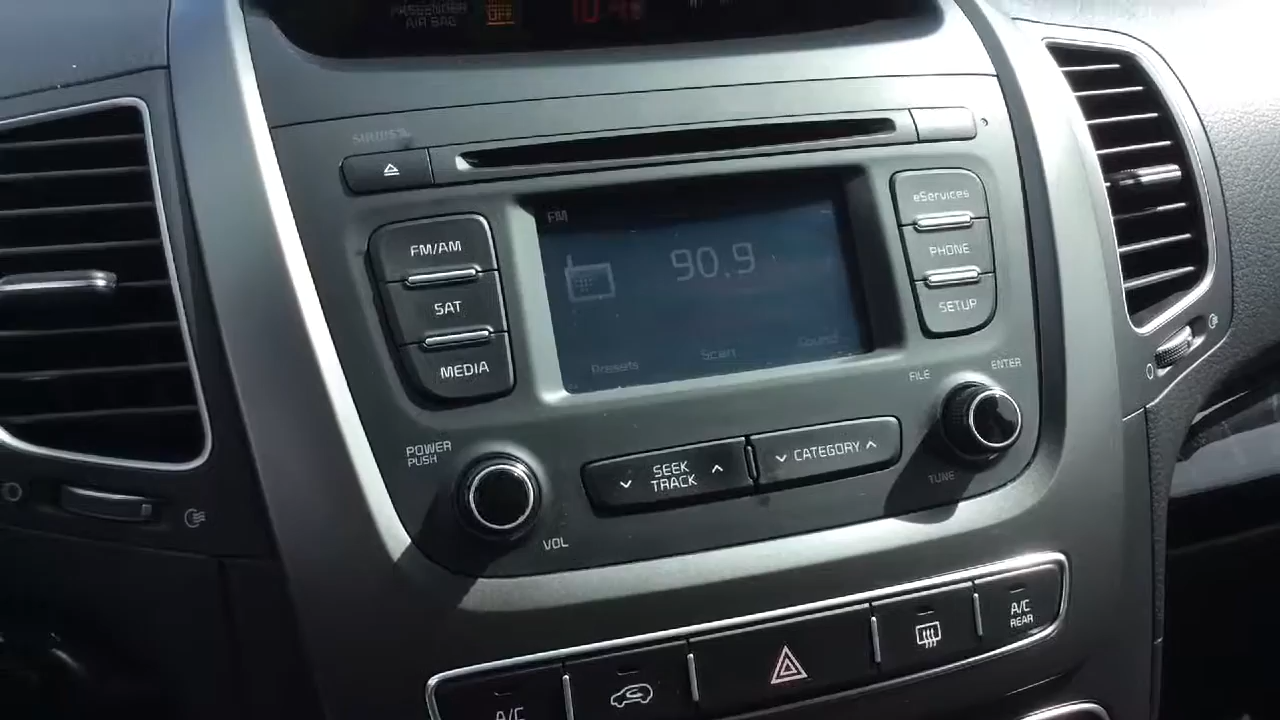 PASSENGER
AIR BAG
OFF
SIRIUS
FM
90.9
Presets
Scan
Sound
FM/AM
SAT
MEDIA
eServices
PHONE
SETUP
POWER
PUSH
VOL
SEEK
TRACK
CATEGORY
FILE
ENTER
TUNE
A/C
A/C
REAR